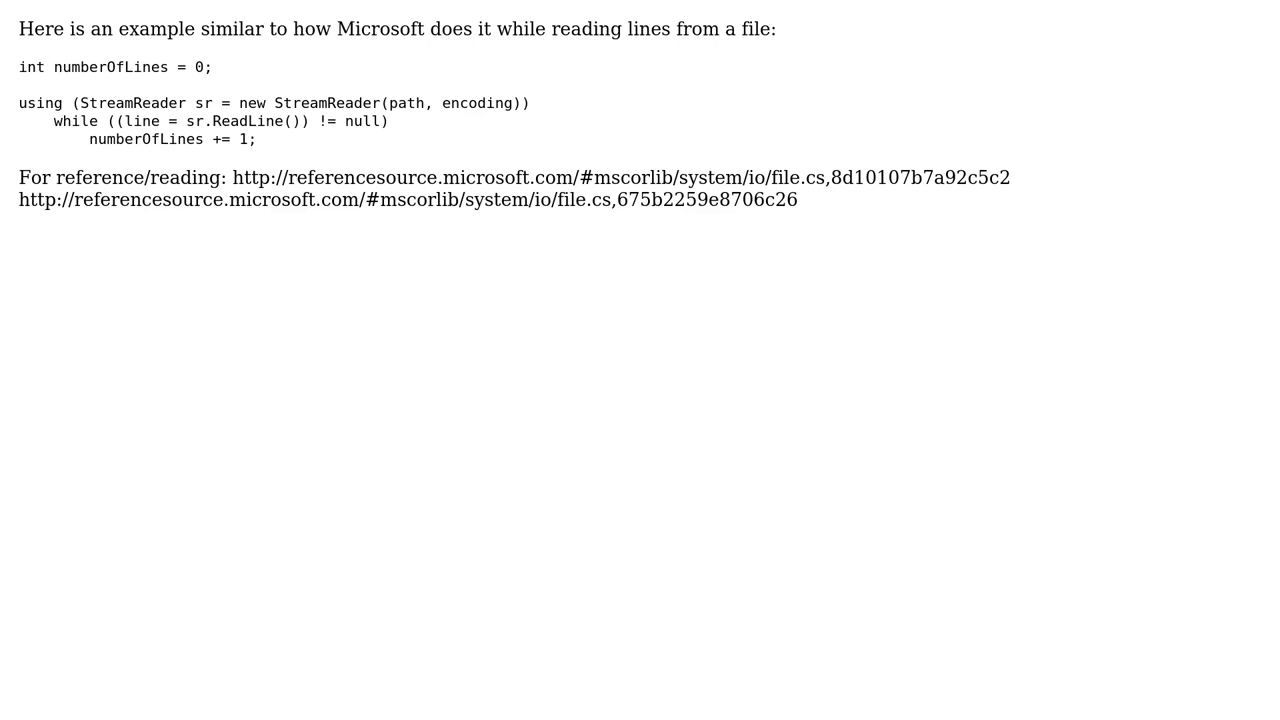 Here is an example similar to how Microsoft does it while reading lines from a file:
int numberOfLines = 0;
using (StreamReader sr = new StreamReader(path, encoding))
    while ((line = sr.ReadLine()) != null)
        numberOfLines += 1;
For reference/reading: http://referencesource.microsoft.com/#mscorlib/system/io/file.cs,8d10107b7a92c5c2
http://referencesource.microsoft.com/#mscorlib/system/io/file.cs,675b2259e8706c26